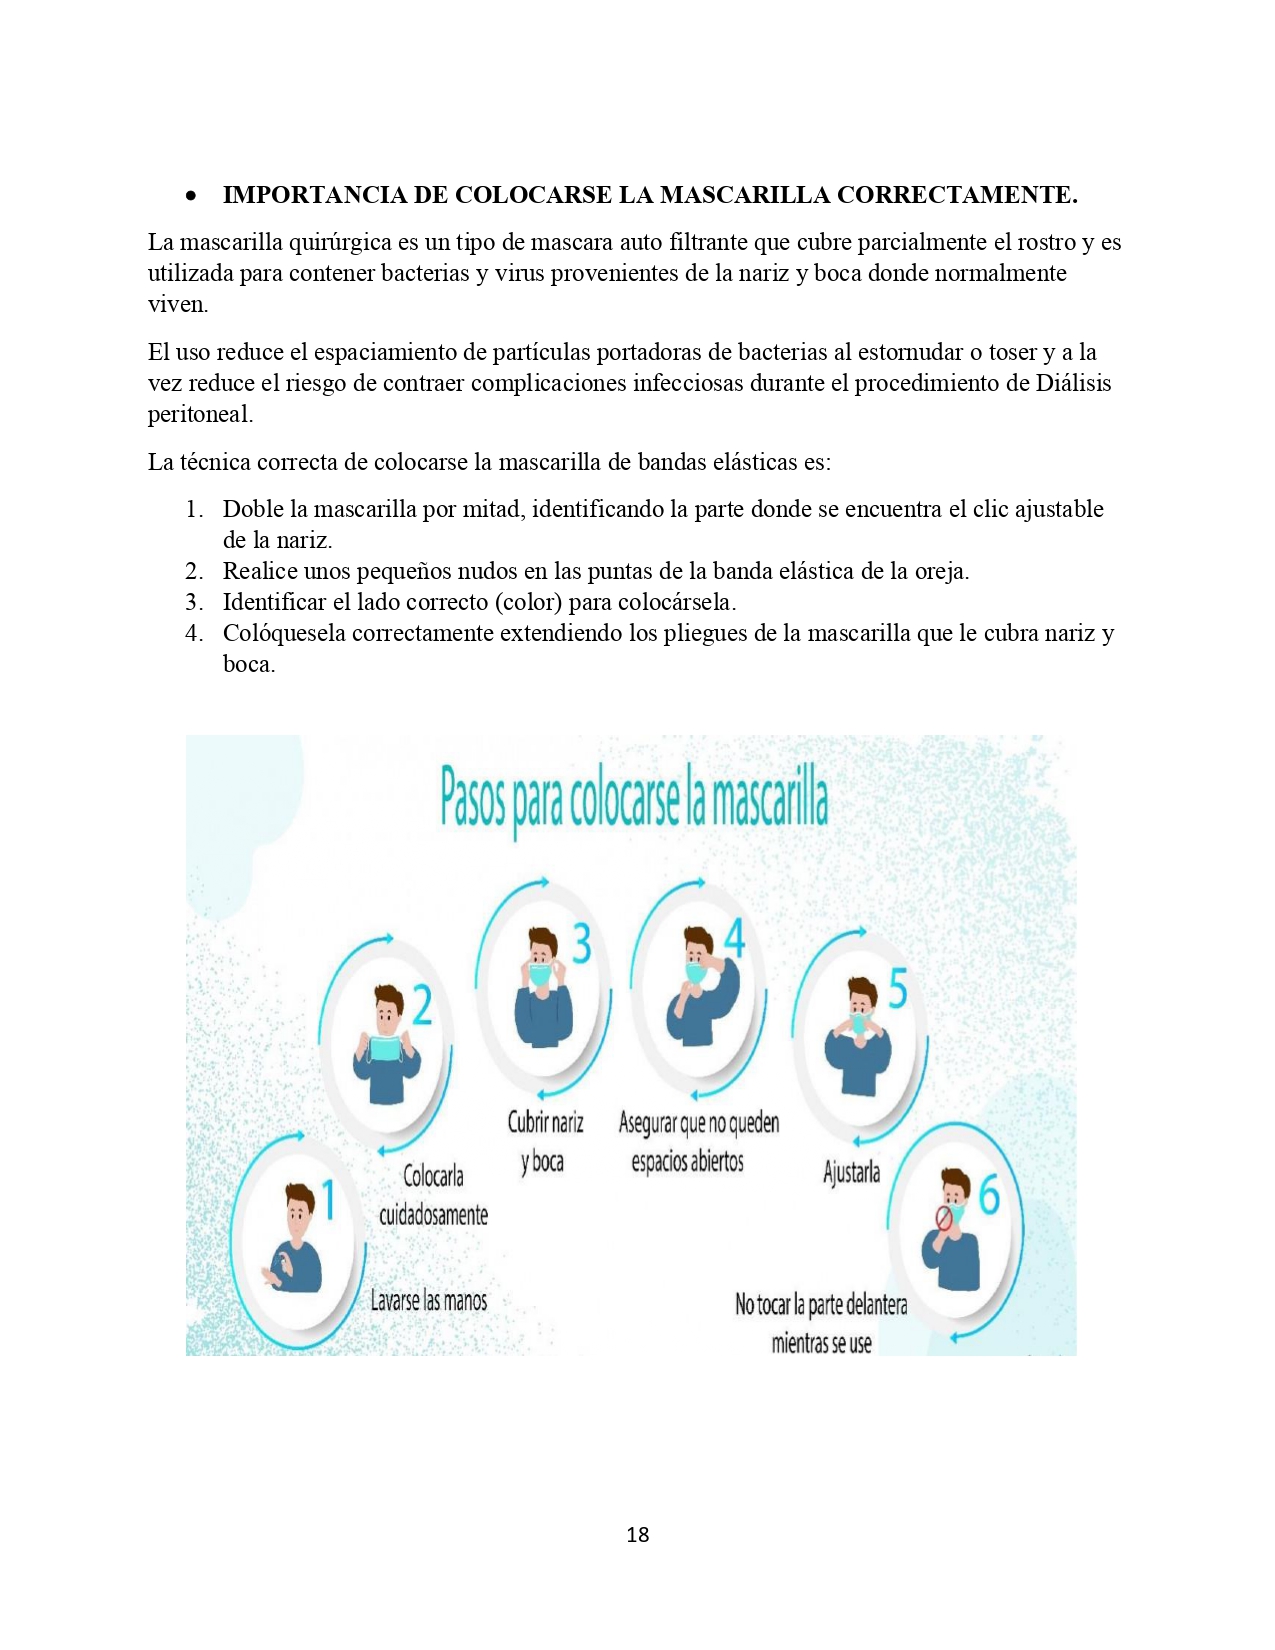 • IMPORTANCIA DE COLOCARSE LA MASCARILLA CORRECTAMENTE.
La mascarilla quirúrgica es un tipo de mascara auto filtrante que cubre parcialmente el rostro y es
utilizada para contener bacterias y virus provenientes de la nariz y boca donde normalmente
viven.
El uso reduce el espaciamiento de partículas portadoras de bacterias al estornudar o toser y a la
vez reduce el riesgo de contraer complicaciones infecciosas durante el procedimiento de Diálisis
peritoneal.
La técnica correcta de colocarse la mascarilla de bandas elásticas es:
1. Doble la mascarilla por mitad, identificando la parte donde se encuentra el clic ajustable
de la nariz.
2. Realice unos pequeños nudos en las puntas de la banda elástica de la oreja.
3. Identificar el lado correcto (color) para colocársela.
4. Colóquesela correctamente extendiendo los pliegues de la mascarilla que le cubra nariz y
boca.
Pasos para colocarse la mascarilla
1
Lavarse las manos
2
Colocarla
cuidadosamente
3
Cubrir nariz
y boca
4
Asegurar que no queden
espacios abiertos
5
Ajustarla
6
No tocar la parte delantera
mientras se use
18